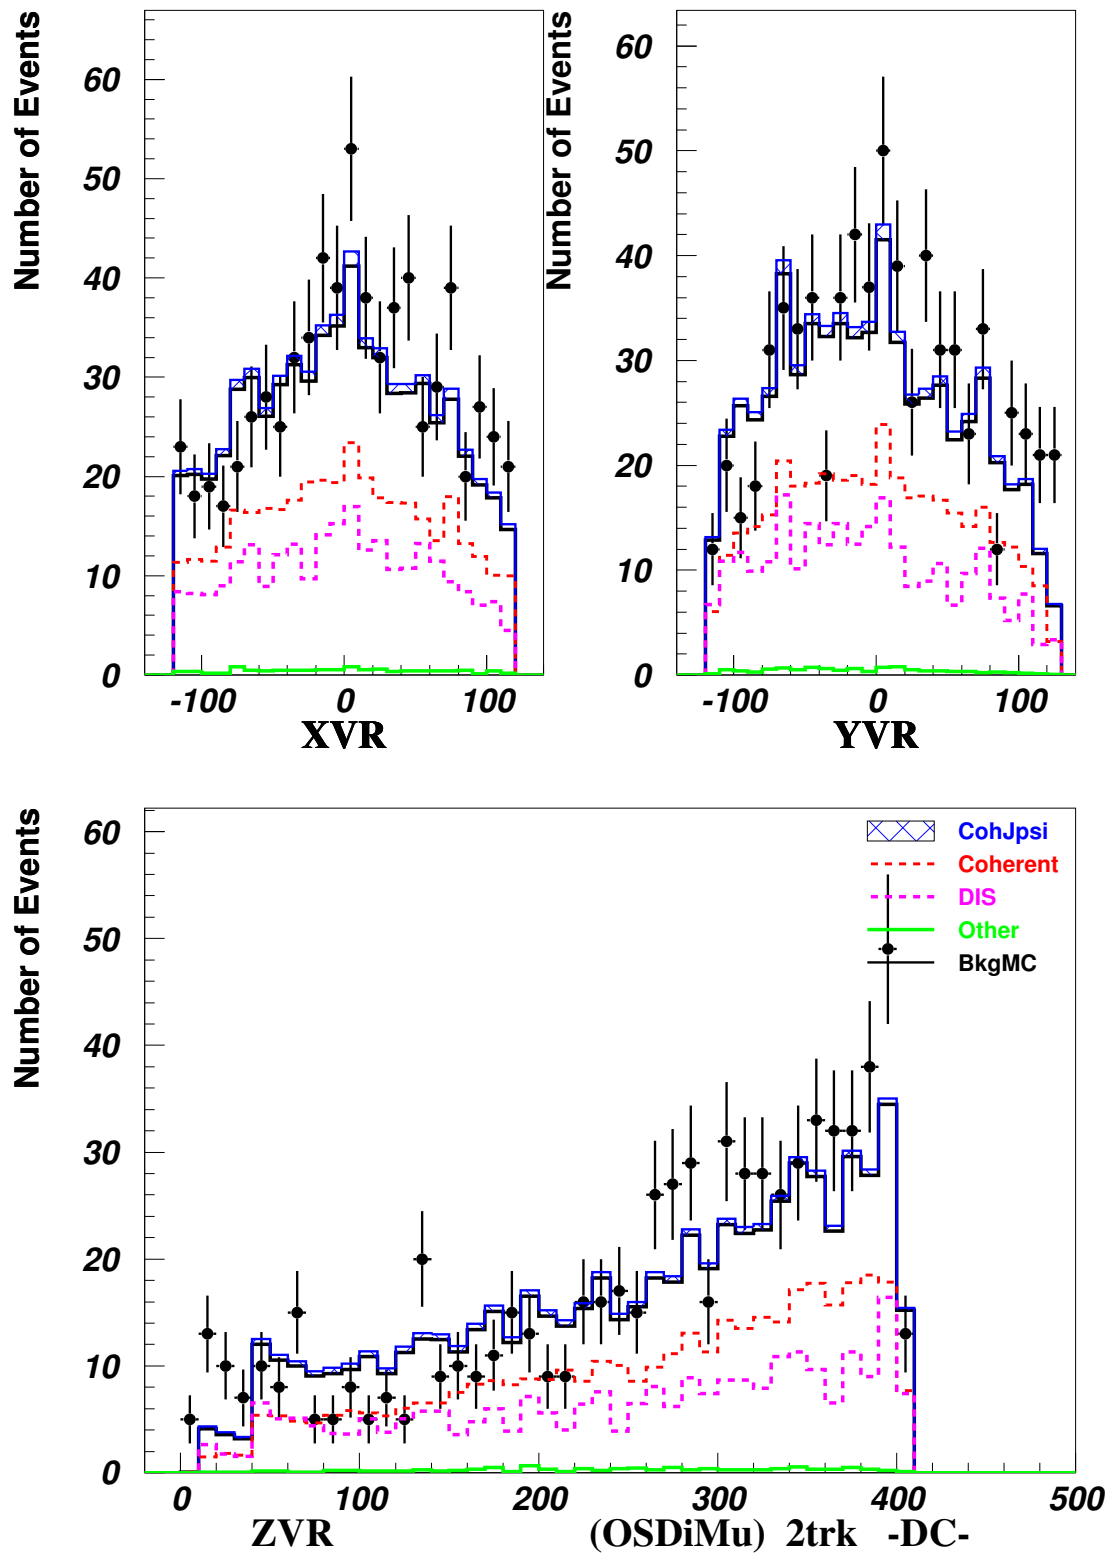 Number of Events
60
50
40
30
20
10
0
-100 0 100
XVR
Number of Events
60
50
40
30
20
10
0
-100 0 100
YVR
Number of Events
60
50
40
30
20
10
0
0 100 200 300 400 500
CohJpsi
Coherent
DIS
Other
BkgMC
ZVR (OSDiMu) 2trk -DC-